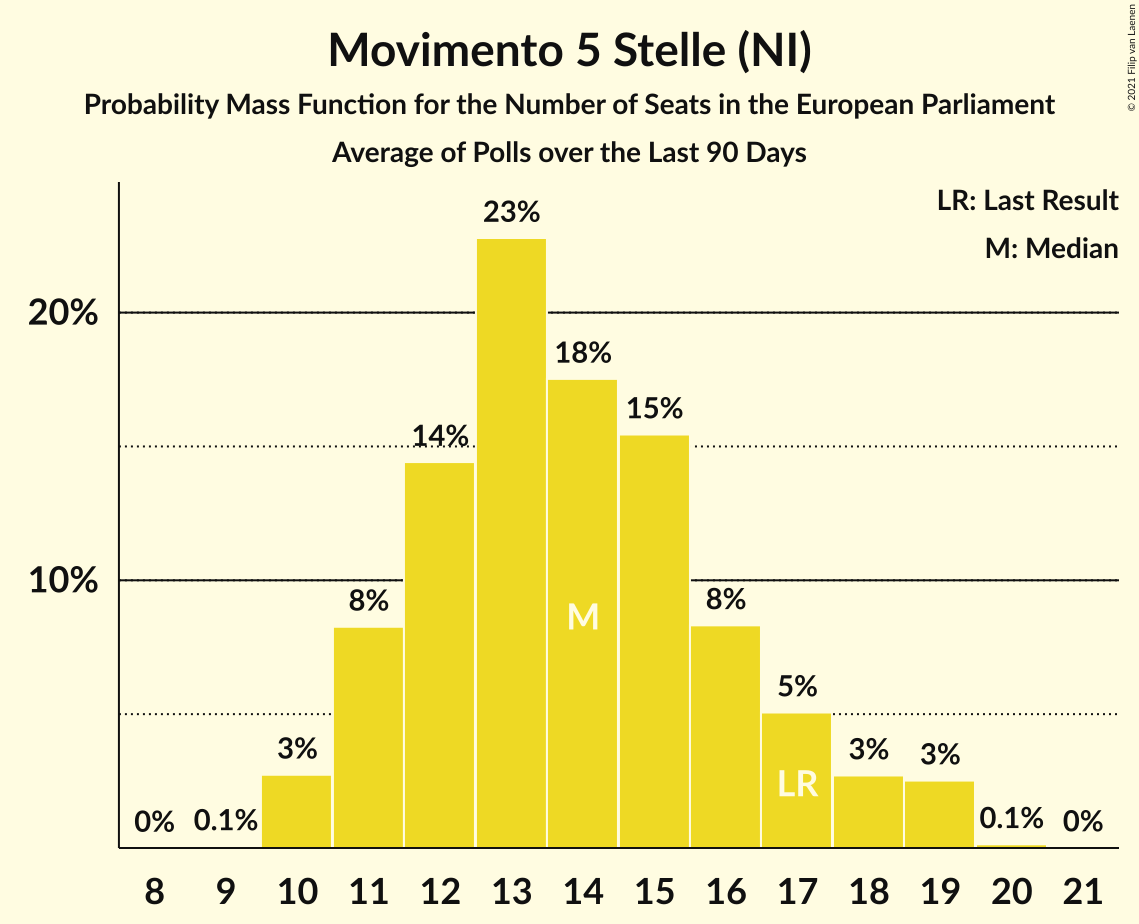 Movimento 5 Stelle (NI)
Probability Mass Function for the Number of Seats in the European Parliament
Average of Polls over the Last 90 Days
© 2021 Filip van Laenen
LR: Last Result
M: Median
20%
10%
0%
0.1%
3%
8%
14%
23%
18%
15%
8%
5%
3%
3%
0.1%
0%
M
LR
8 9 10 11 12 13 14 15 16 17 18 19 20 21